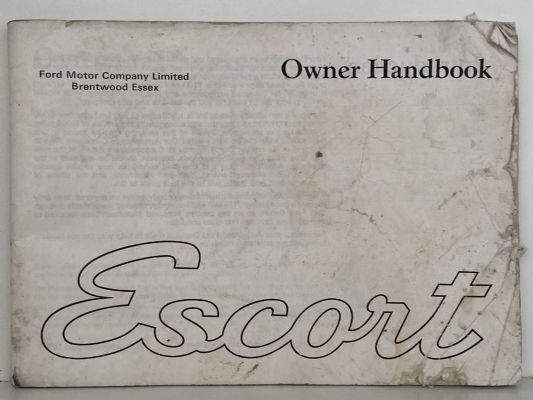 Ford Motor Company Limited
Brentwood Essex
Owner Handbook
Escort